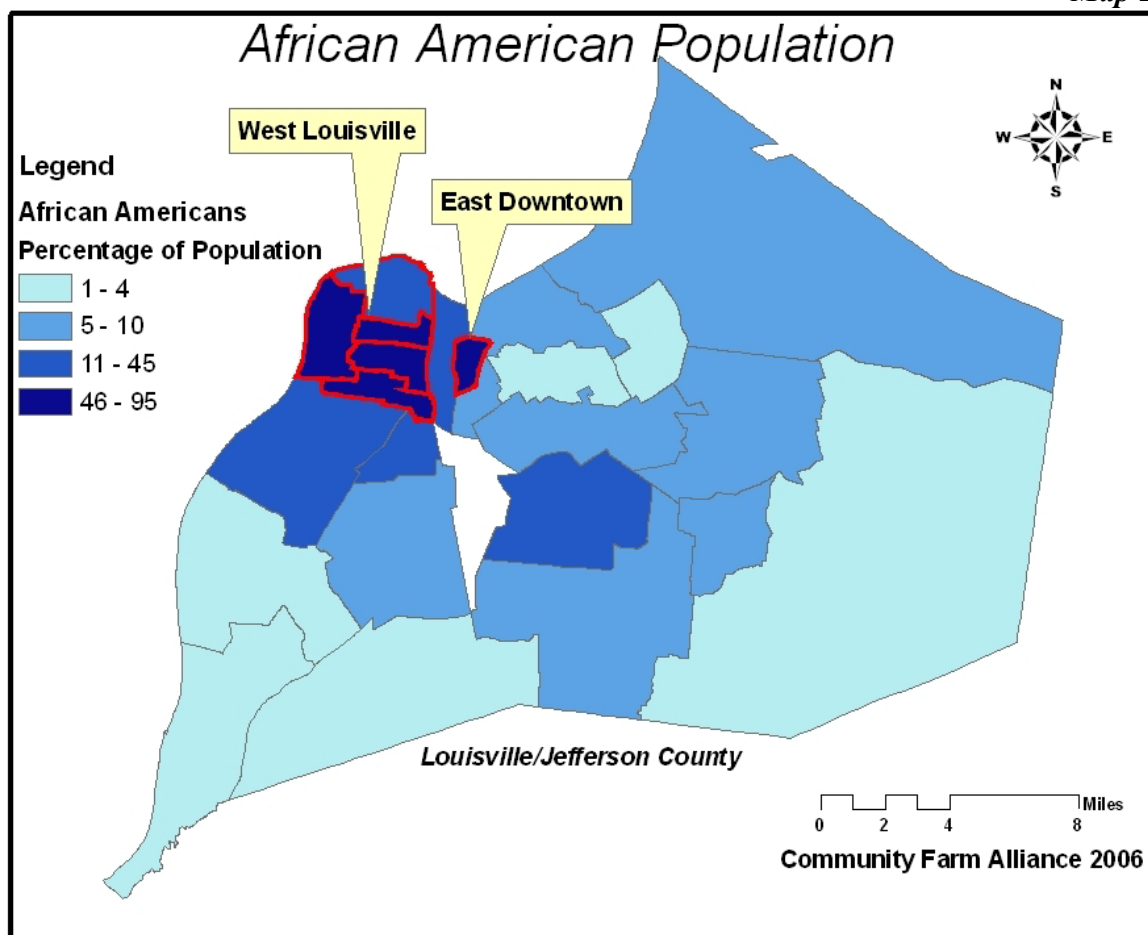 Map
African American Population
N
W E
S
West Louisville
East Downtown
Legend
African Americans
Percentage of Population
1 - 4
5 - 10
11 - 45
46 - 95
Louisville/Jefferson County
Miles
0 2 4 8
Community Farm Alliance 2006